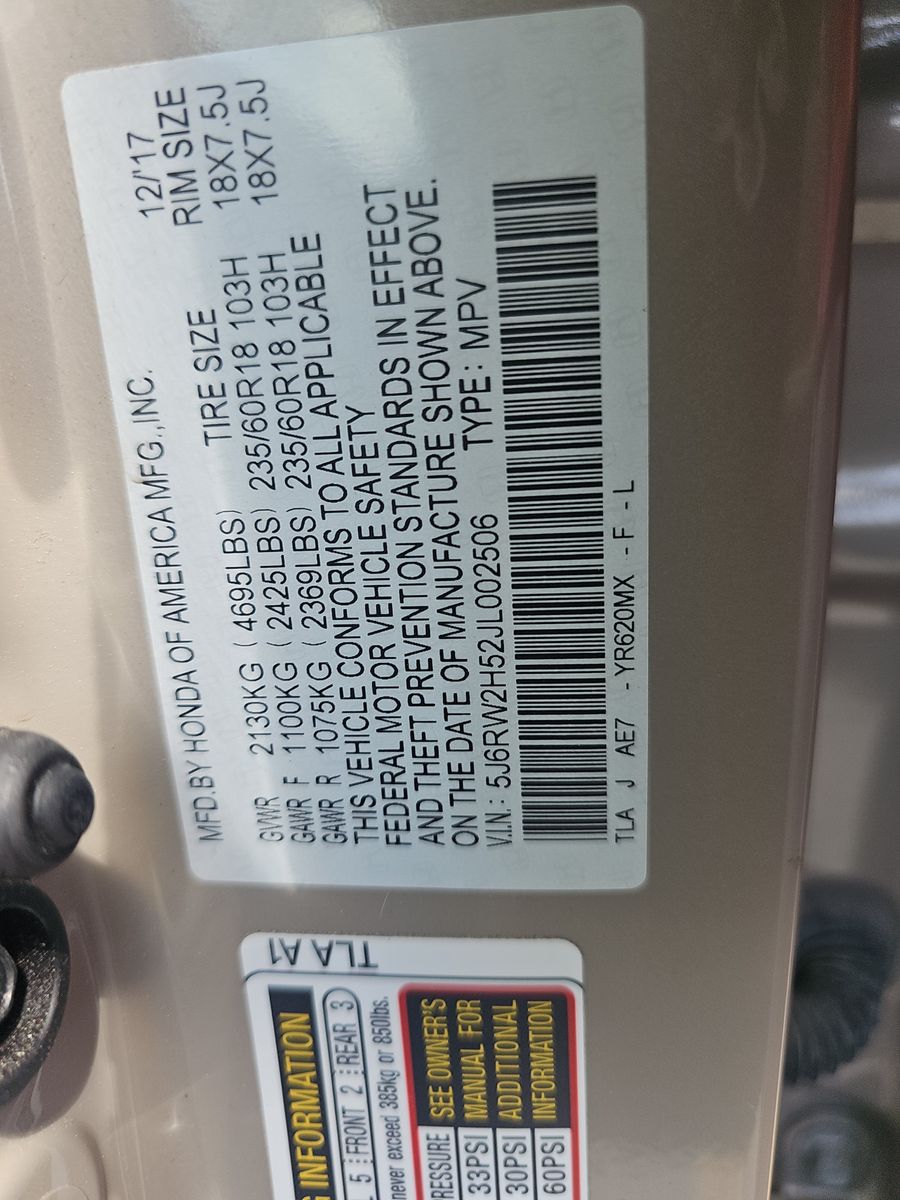 MFD.BY HONDA OF AMERICA MFG.,INC. 12/'17
TIRE SIZE RIM SIZE
GVWR 2130KG ( 4695LBS) 235/60R18 103H 18X7.5J
GAWR F 1100KG ( 2425LBS) 235/60R18 103H 18X7.5J
GAWR R 1075KG ( 2369LBS)
THIS VEHICLE CONFORMS TO ALL APPLICABLE
FEDERAL MOTOR VEHICLE SAFETY
AND THEFT PREVENTION STANDARDS IN EFFECT
ON THE DATE OF MANUFACTURE SHOWN ABOVE.
V.I.N.: 5J6RW2H52JL002506 TYPE: MPV
TLA J AE7 - YR620MX - F - L
TLA A1
INFORMATION
5 FRONT 2 REAR 3
never exceed 385kg or 850lbs.
SEE OWNER'S
MANUAL FOR
ADDITIONAL
INFORMATION
33PSI
30PSI
60PSI